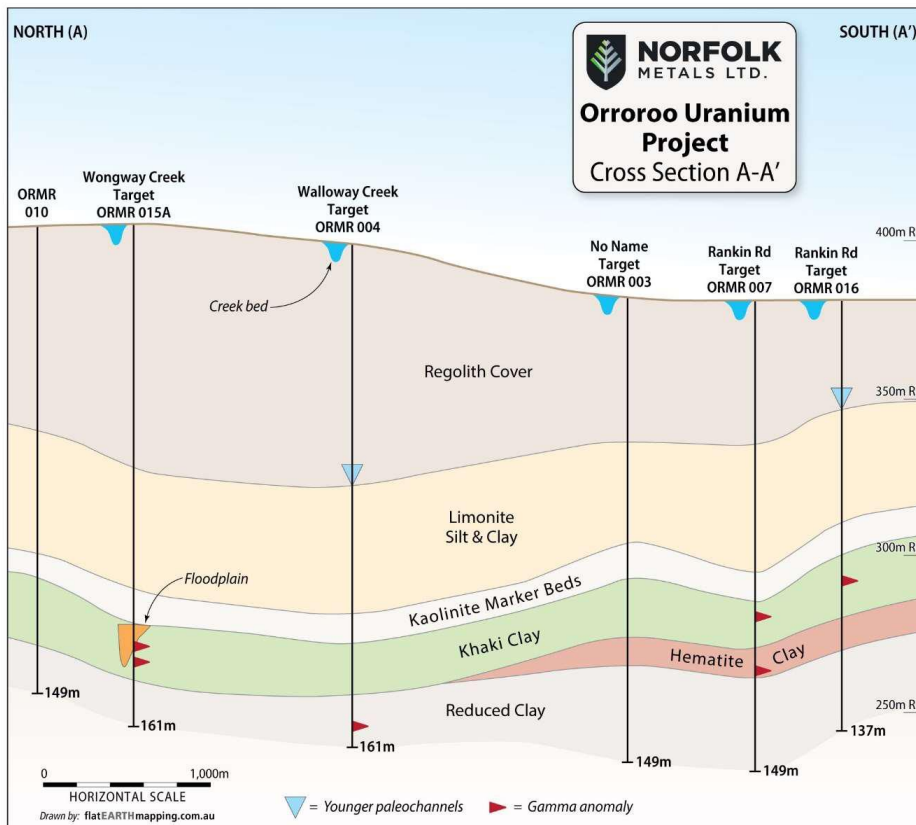 NORTH (A)
SOUTH (A')
NORFOLK
METALS LTD.
Orroroo Uranium
Project
Cross Section A-A'
ORMR
010
Wongway Creek
Target
ORMR 015A
Walloway Creek
Target
ORMR 004
No Name
Target
ORMR 003
Rankin Rd
Target
ORMR 007
Rankin Rd
Target
ORMR 016
400m R
Creek bed
Regolith Cover
350m R
Limonite
Silt & Clay
300m R
Floodplain
Kaolinite Marker Beds
Khaki Clay
Hematite Clay
Reduced Clay
250m R
149m
161m
161m
149m
149m
137m
0 1,000m
HORIZONTAL SCALE
Drawn by: flatEARTHmapping.com.au
= Younger paleochannels
= Gamma anomaly